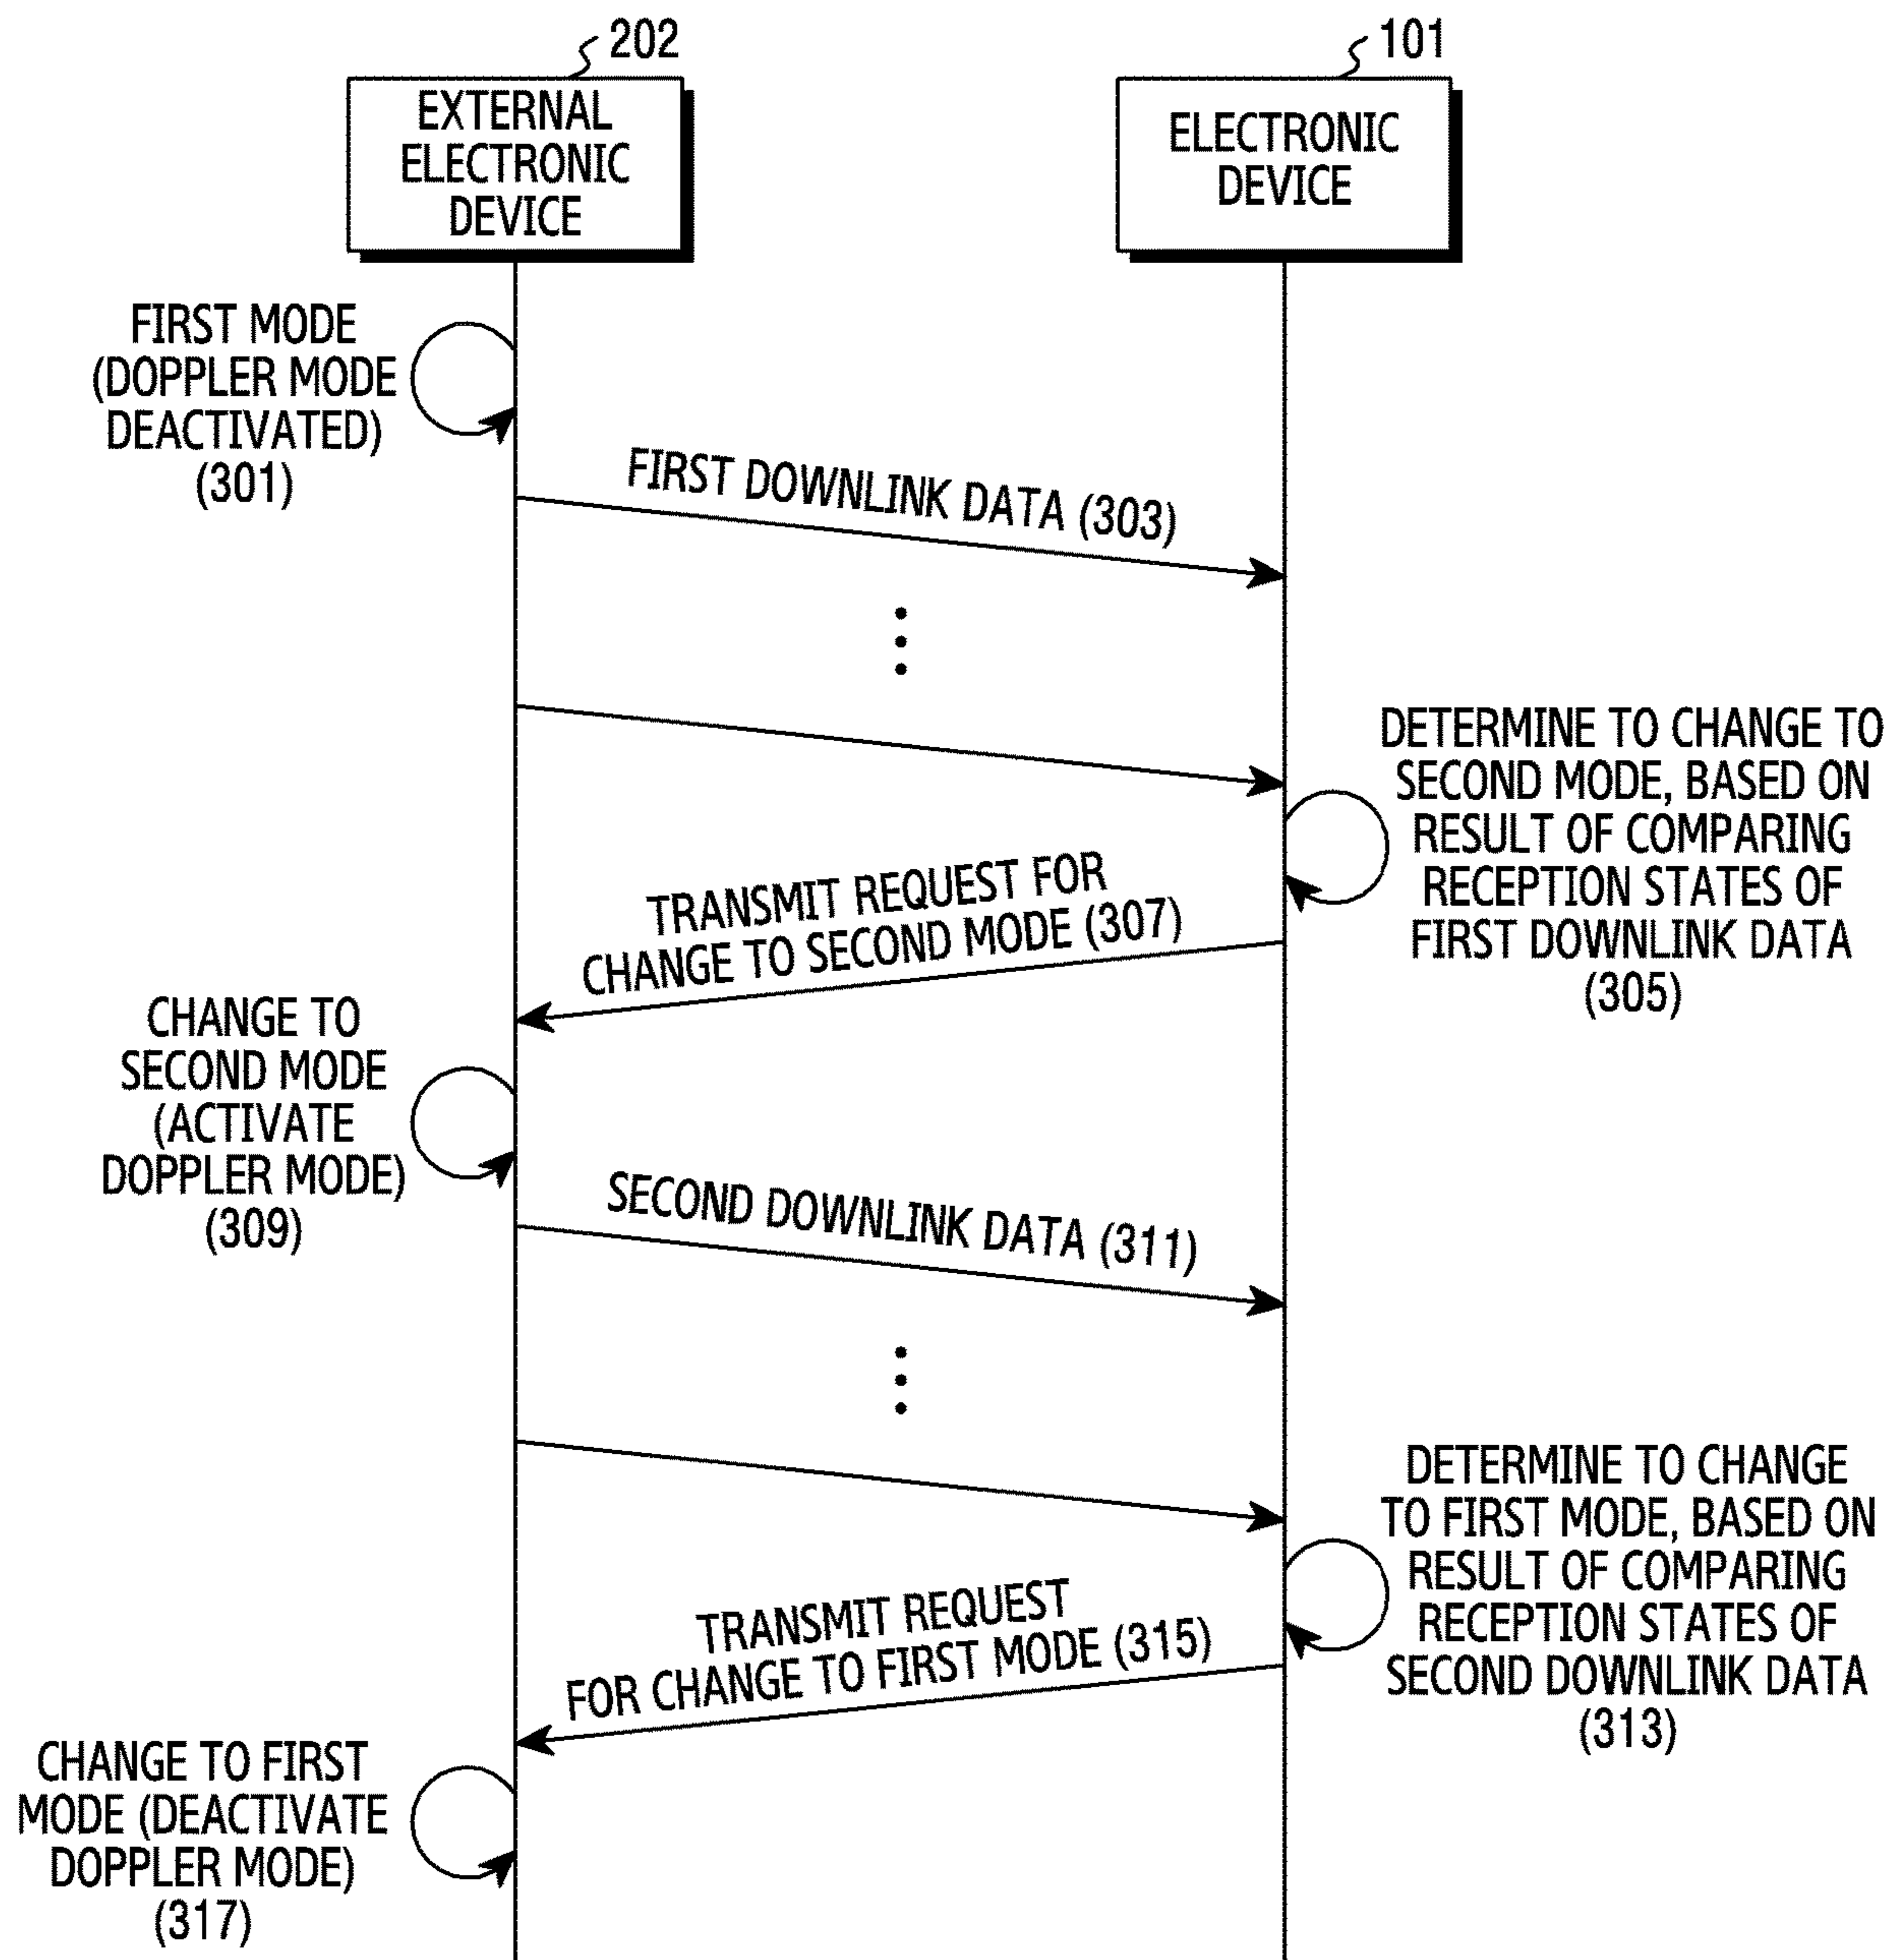 202
101
EXTERNAL
ELECTRONIC
DEVICE
ELECTRONIC
DEVICE
FIRST MODE
(DOPPLER MODE
DEACTIVATED)
(301)
FIRST DOWNLINK DATA (303)
DETERMINE TO CHANGE TO
SECOND MODE, BASED ON
RESULT OF COMPARING
RECEPTION STATES OF
FIRST DOWNLINK DATA
(305)
TRANSMIT REQUEST FOR
CHANGE TO SECOND MODE (307)
CHANGE TO
SECOND MODE
(ACTIVATE
DOPPLER MODE)
(309)
SECOND DOWNLINK DATA (311)
DETERMINE TO CHANGE
TO FIRST MODE, BASED ON
RESULT OF COMPARING
RECEPTION STATES OF
SECOND DOWNLINK DATA
(313)
TRANSMIT REQUEST
FOR CHANGE TO FIRST MODE (315)
CHANGE TO FIRST
MODE (DEACTIVATE
DOPPLER MODE)
(317)